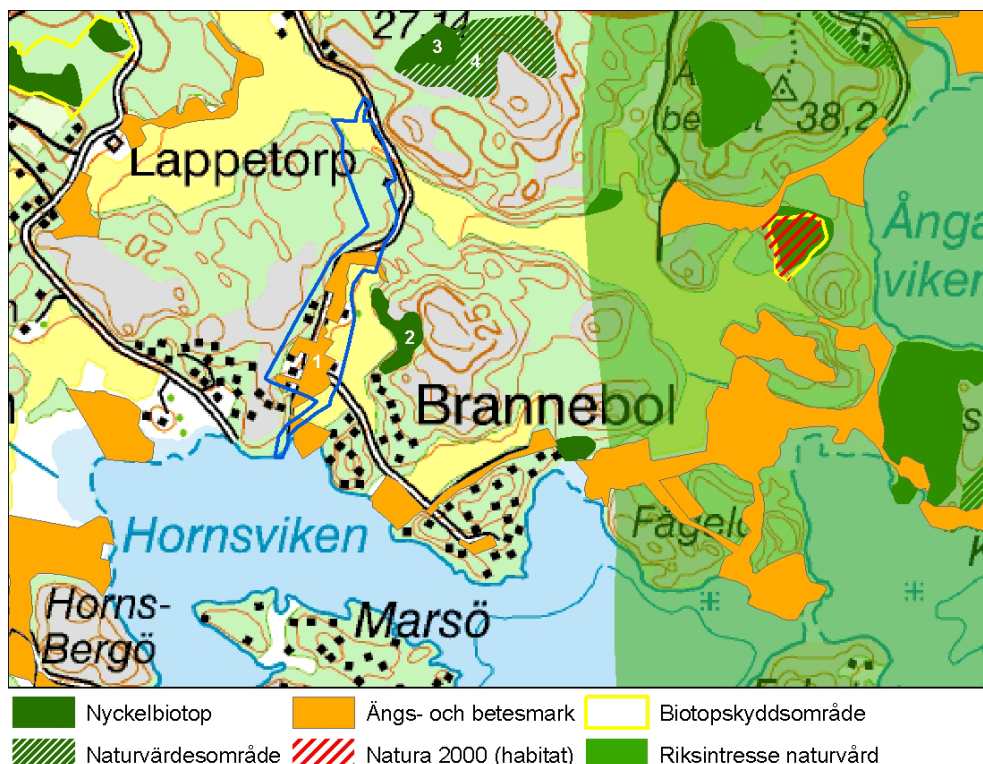 27.14
3
4
38,2
Lappetorp
20
Ånga
viken
25
2
1
Brannebol
Hornsviken
Fågel
Horns-
Bergö
Marsö
Nyckelbiotop
Ängs- och betesmark
Biotopskyddsområde
Naturvärdesområde
Natura 2000 (habitat)
Riksintresse naturvård